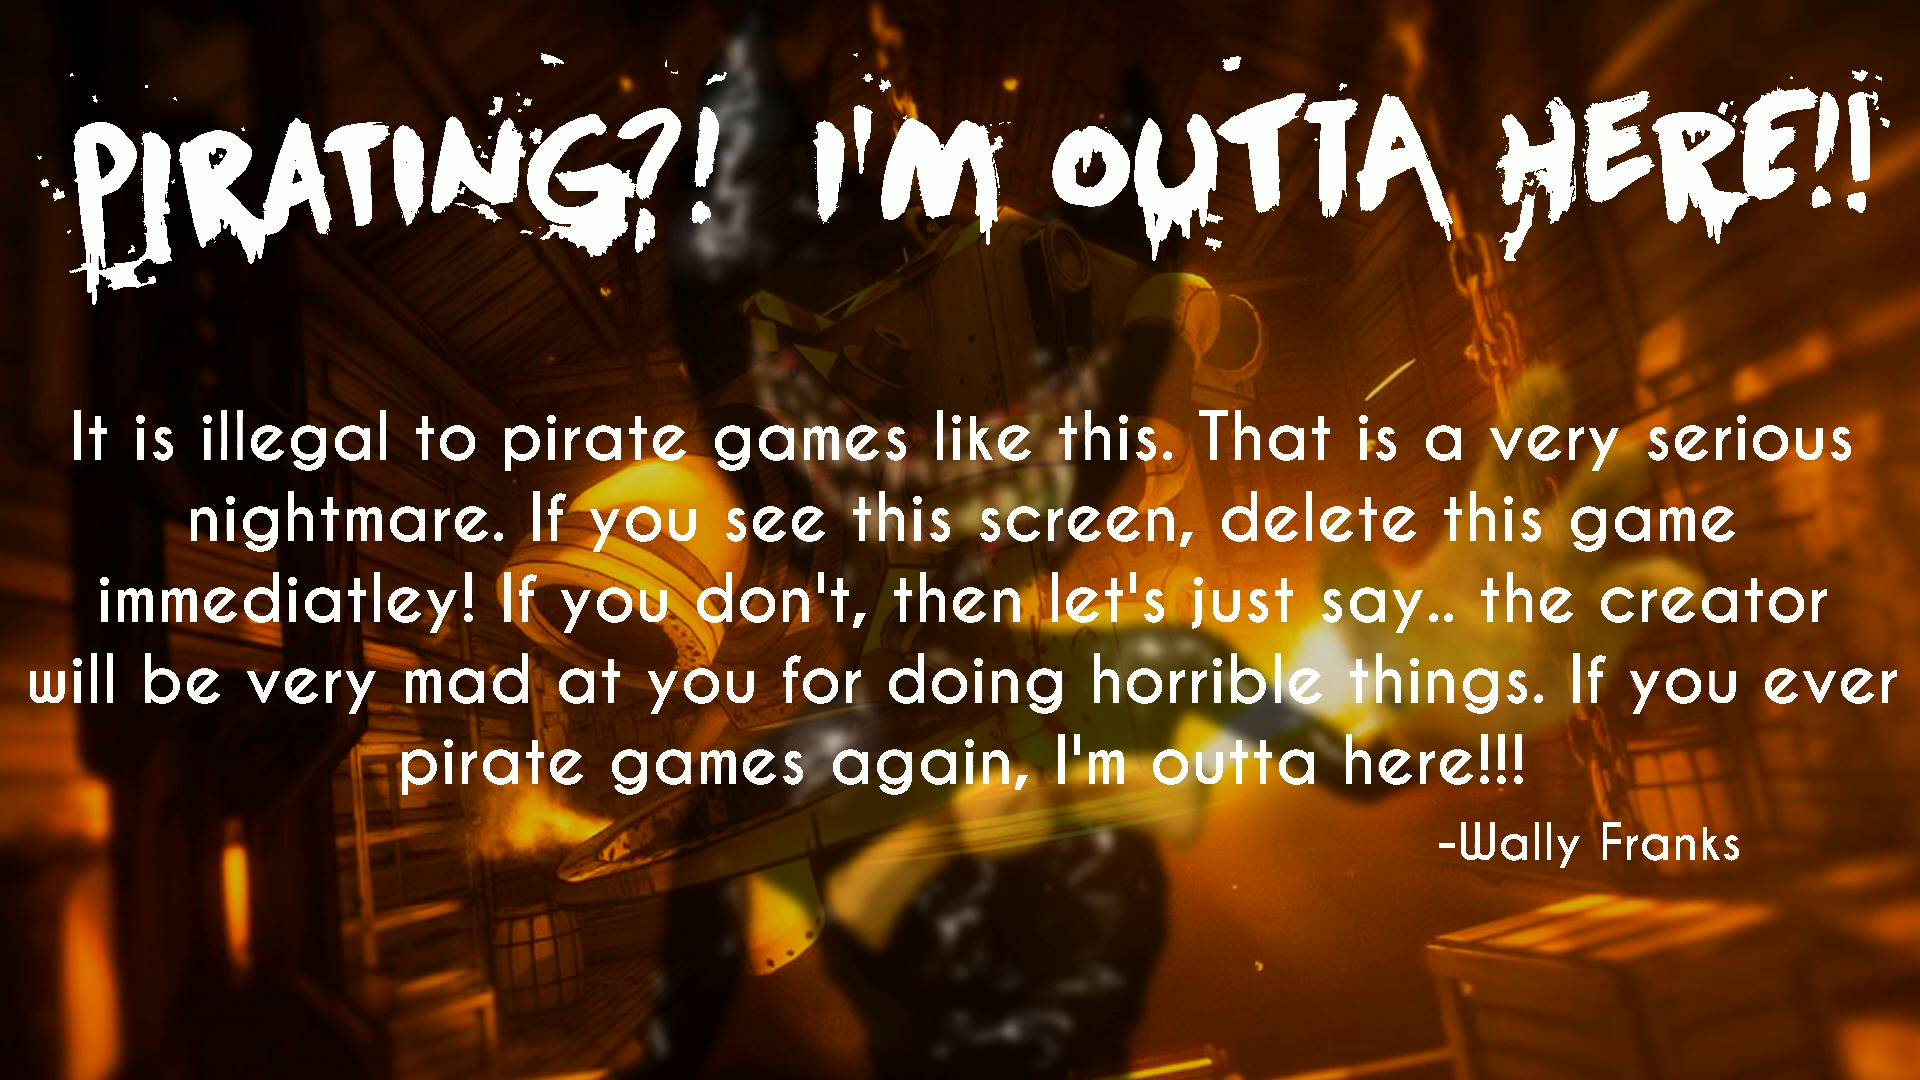 PIRATING?! I'M OUTTA HERE!!
It is illegal to pirate games like this. That is a very serious
nightmare. If you see this screen, delete this game
immediatley! If you don't, then let's just say.. the creator
will be very mad at you for doing horrible things. If you ever
pirate games again, I'm outta here!!!
-Wally Franks